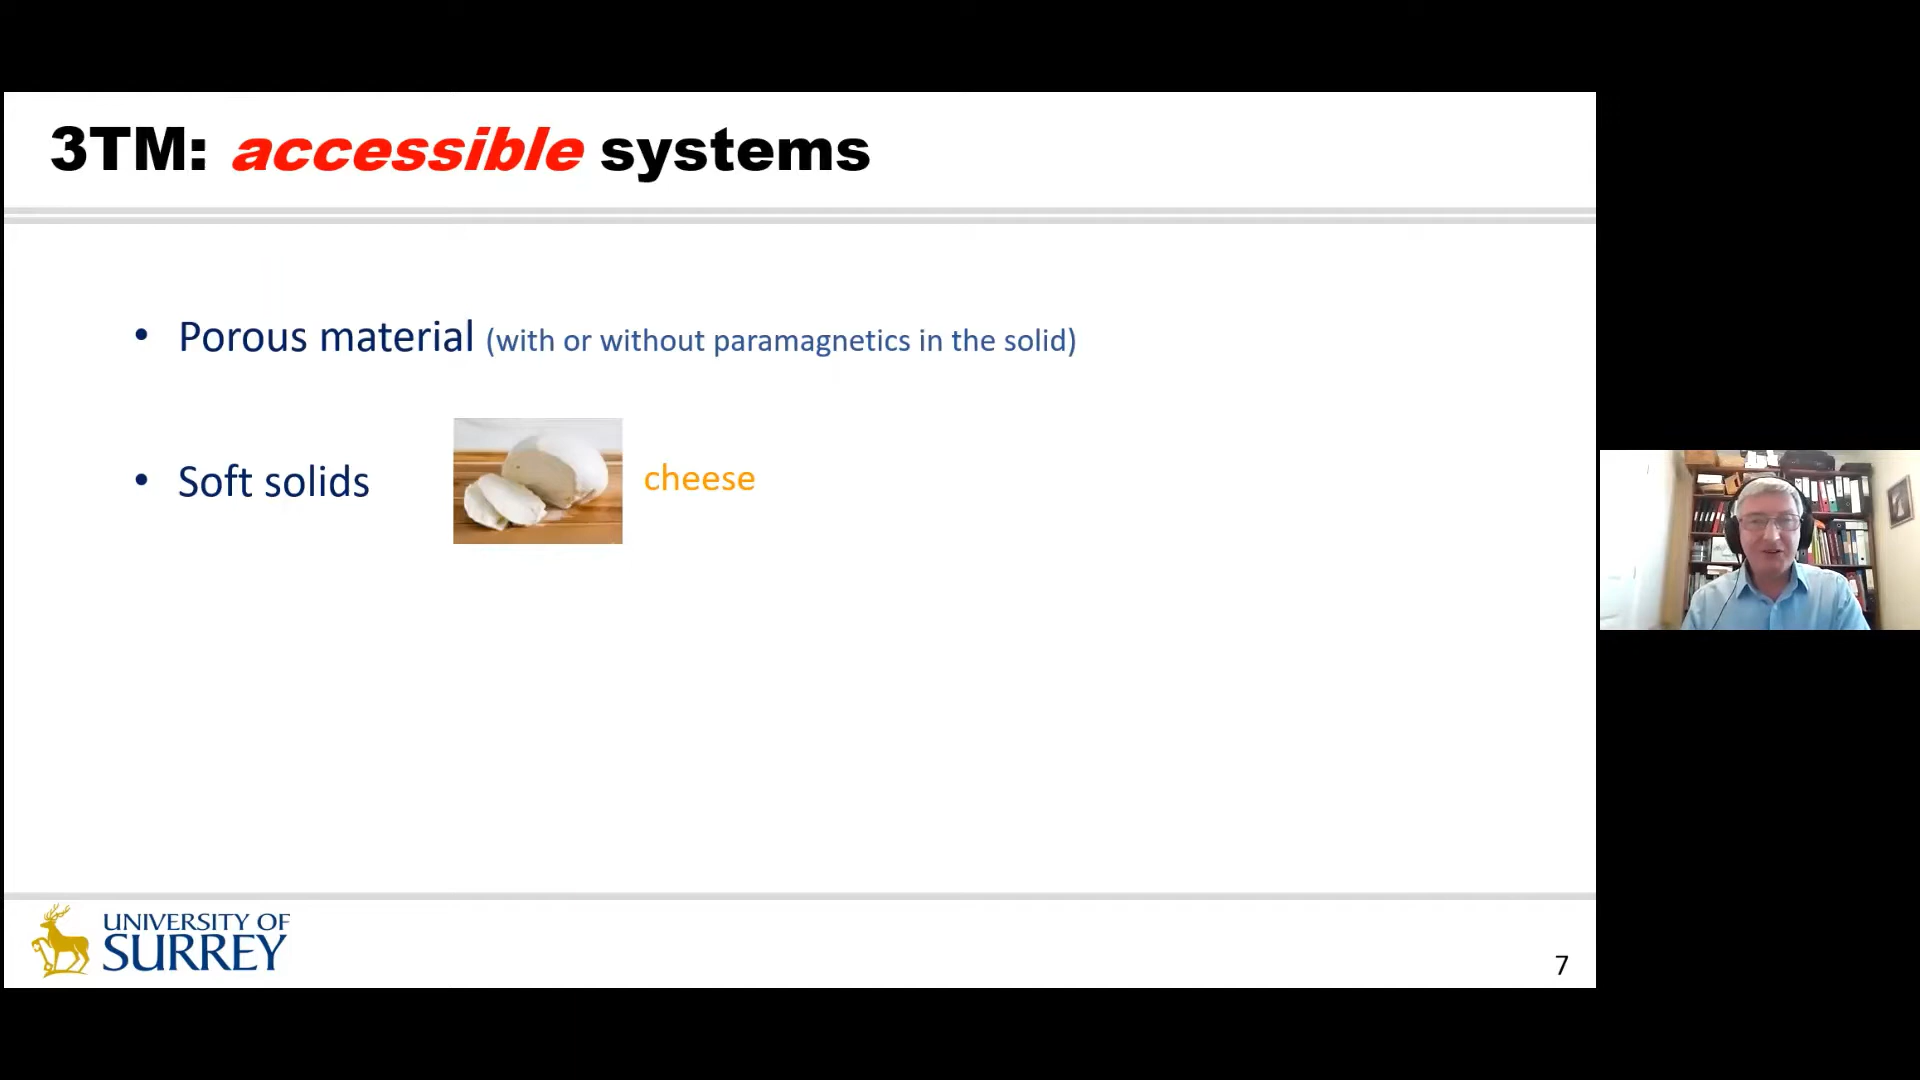 3TM: accessible systems
• Porous material (with or without paramagnetics in the solid)
• Soft solids
cheese
UNIVERSITY OF
SURREY
7